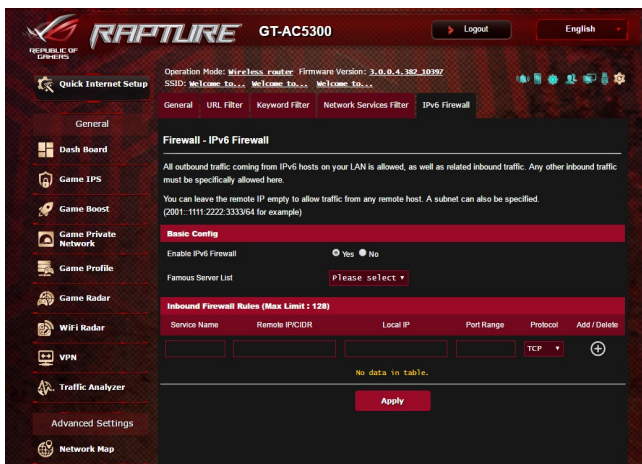 REPUBLIC OF
GAMERS
RAPTURE
GT-AC5300
Logout
English
Quick Internet Setup
Operation Mode: Wireless router Firmware Version: 3.0.0.4.382_10397
SSID: Welcome to... Welcome to... Welcome to...
General URL Filter Keyword Filter Network Services Filter IPv6 Firewall
General
Dash Board
Game IPS
Game Boost
Game Private
Network
Game Profile
Game Radar
WiFi Radar
VPN
Traffic Analyzer
Advanced Settings
Network Map
Firewall - IPv6 Firewall
All outbound traffic coming from IPv6 hosts on your LAN is allowed, as well as related inbound traffic. Any other inbound traffic
must be specifically allowed here.
You can leave the remote IP empty to allow traffic from any remote host. A subnet can also be specified.
(2001::1111:2222:3333/64 for example)
Basic Config
Enable IPv6 Firewall Yes No
Famous Server List Please select
Inbound Firewall Rules (Max Limit : 128)
Service Name Remote IP/CIDR Local IP Port Range Protocol Add / Delete
TCP
No data in table.
Apply